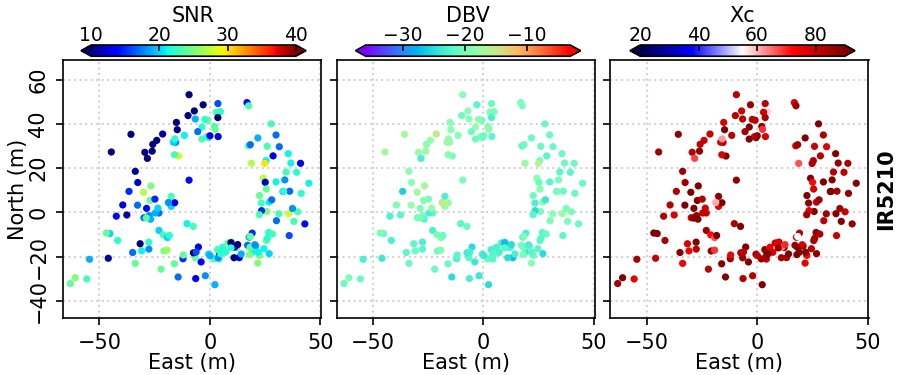 SNR DBV Xc
10 20 30 40 −30 −20 −10 20 40 60 80
60
40
20
0
−20
−40
North (m)
IR5210
−50 0 50 −50 0 50 −50 0 50
East (m) East (m) East (m)